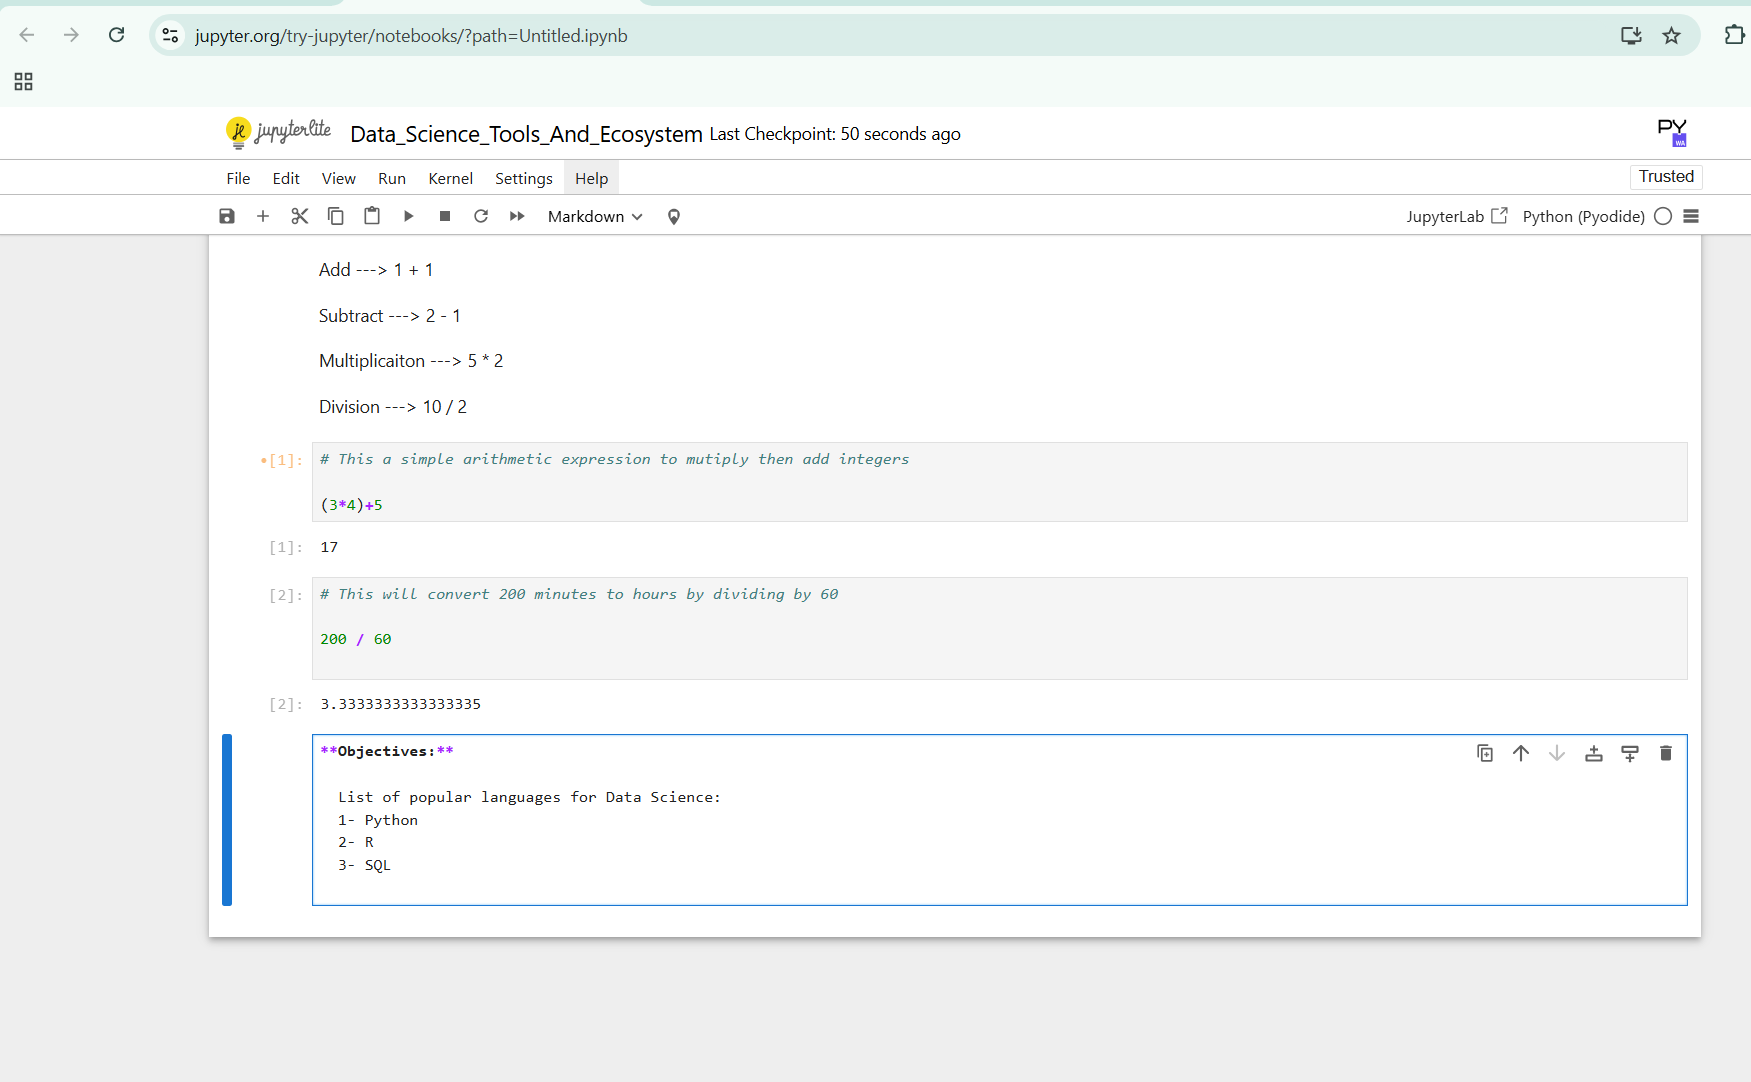 jupyter.org/try-jupyter/notebooks/?path=Untitled.ipynb
jupyterlite Data_Science_Tools_And_Ecosystem Last Checkpoint: 50 seconds ago
PY
WA
File Edit View Run Kernel Settings Help Trusted
Markdown JupyterLab Python (Pyodide)
Add ---> 1 + 1
Subtract ---> 2 - 1
Multiplicaiton ---> 5 * 2
Division ---> 10 / 2
[1]: # This a simple arithmetic expression to mutiply then add integers
(3*4)+5
[1]: 17
[2]: # This will convert 200 minutes to hours by dividing by 60
200 / 60
[2]: 3.3333333333333335
**Objectives:**
List of popular languages for Data Science:
1- Python
2- R
3- SQL